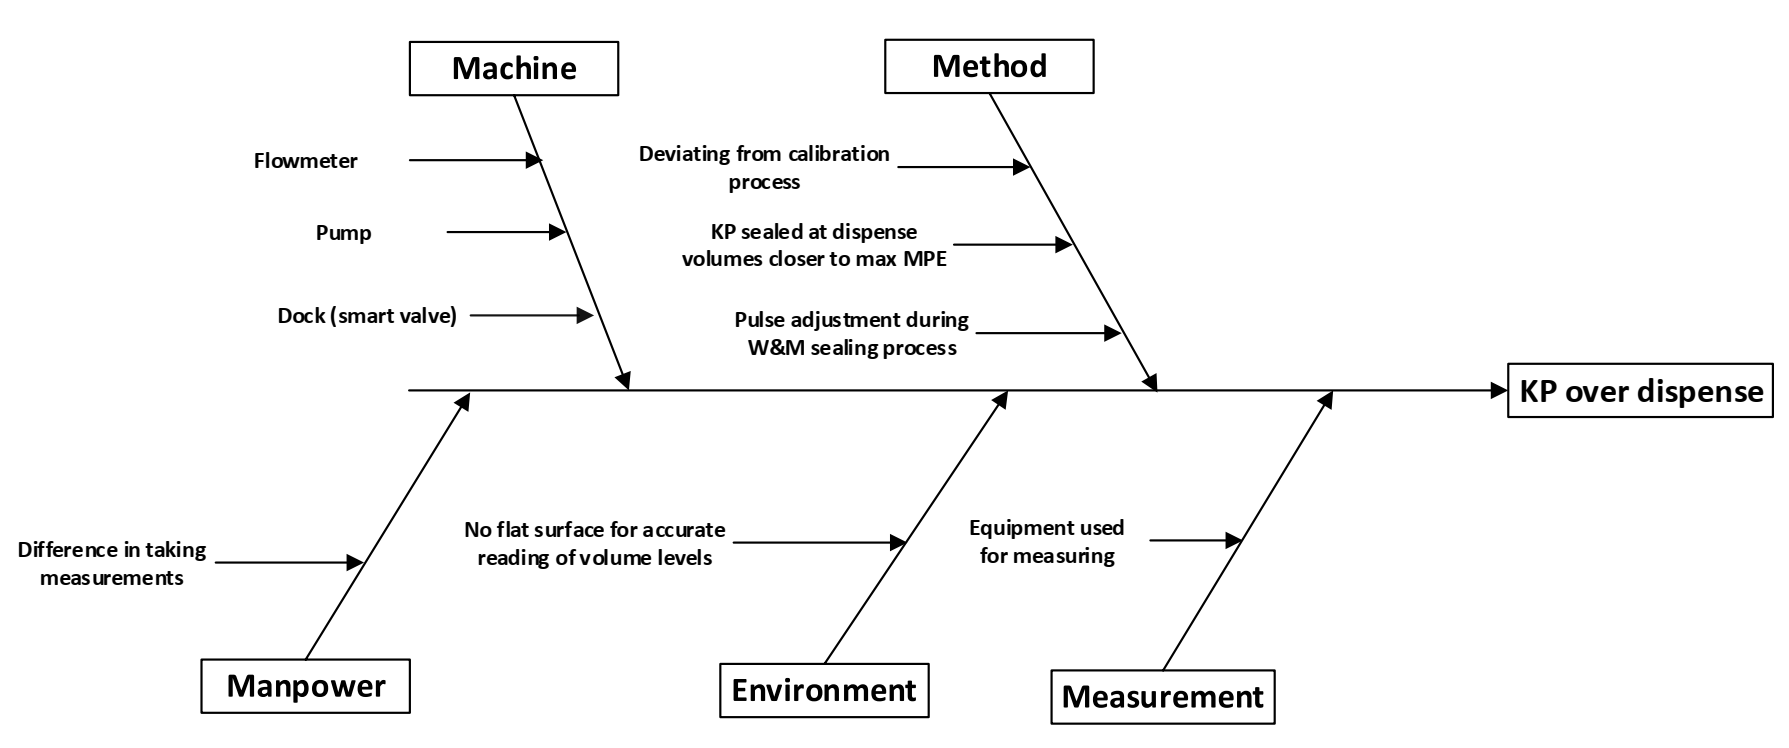 Machine
Method
Flowmeter
Deviating from calibration
process
Pump
KP sealed at dispense
volumes closer to max MPE
Dock (smart valve)
Pulse adjustment during
W&M sealing process
KP over dispense
Difference in taking
measurements
No flat surface for accurate
reading of volume levels
Equipment used
for measuring
Manpower
Environment
Measurement